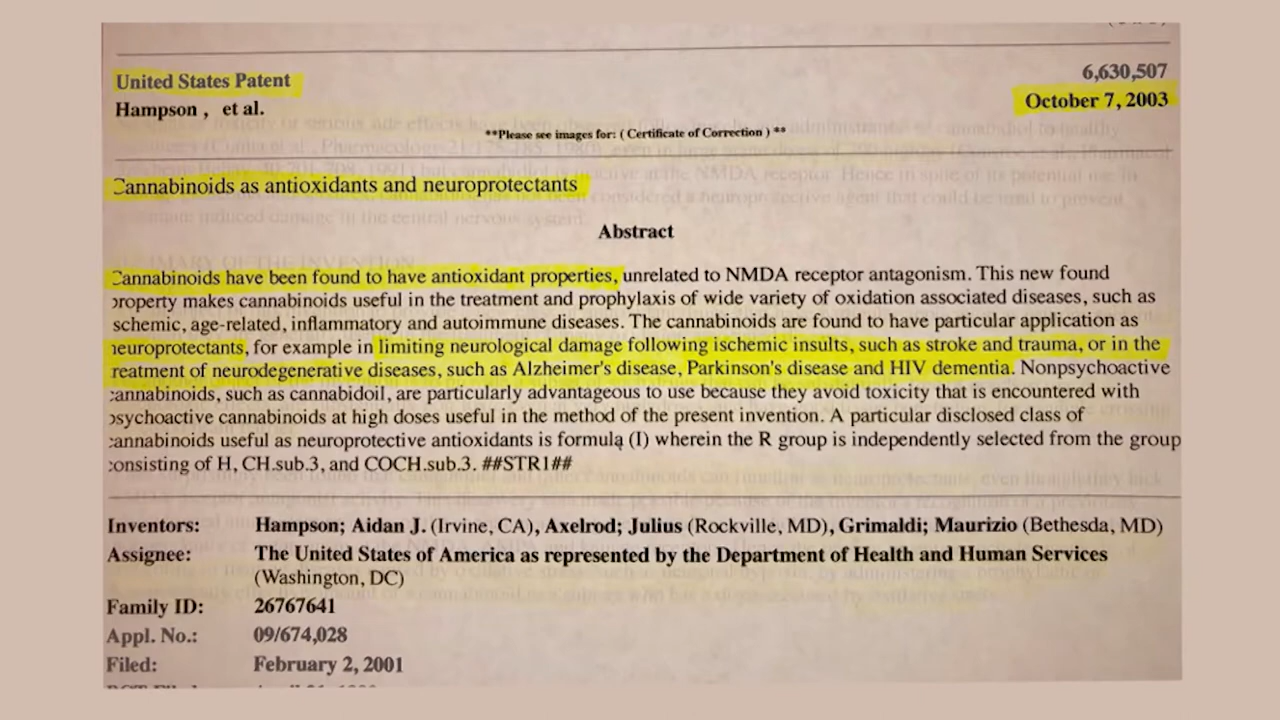 United States Patent
6,630,507
Hampson , et al.
October 7, 2003
**Please see images for: ( Certificate of Correction ) **
Cannabinoids as antioxidants and neuroprotectants
Abstract
Cannabinoids have been found to have antioxidant properties, unrelated to NMDA receptor antagonism. This new found
property makes cannabinoids useful in the treatment and prophylaxis of wide variety of oxidation associated diseases, such as
schemic, age-related, inflammatory and autoimmune diseases. The cannabinoids are found to have particular application as
neuroprotectants, for example in limiting neurological damage following ischemic insults, such as stroke and trauma, or in the
reatment of neurodegenerative diseases, such as Alzheimer's disease, Parkinson's disease and HIV dementia. Nonpsychoactive
cannabinoids, such as cannabidoil, are particularly advantageous to use because they avoid toxicity that is encountered with
psychoactive cannabinoids at high doses useful in the method of the present invention. A particular disclosed class of
cannabinoids useful as neuroprotective antioxidants is formula (I) wherein the R group is independently selected from the group
consisting of H, CH.sub.3, and COCH.sub.3. ##STR1##
Inventors: Hampson; Aidan J. (Irvine, CA), Axelrod; Julius (Rockville, MD), Grimaldi; Maurizio (Bethesda, MD)
Assignee: The United States of America as represented by the Department of Health and Human Services
(Washington, DC)
Family ID: 26767641
Appl. No.: 09/674,028
Filed: February 2, 2001